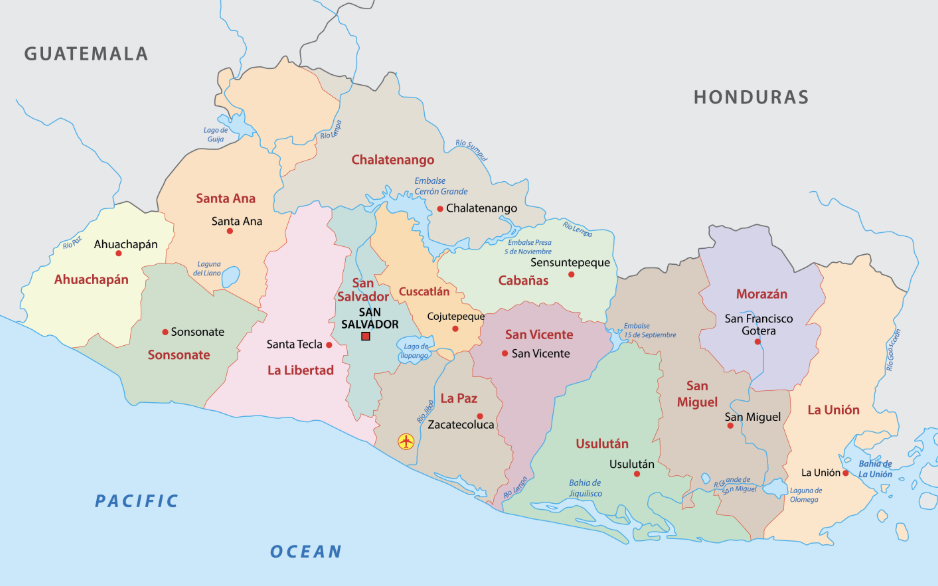 GUATEMALA
HONDURAS
Lago de
Guija
Río Lempa
Río Sumpul
Chalatenango
Embalse
Cerrón Grande
Chalatenango
Santa Ana
Santa Ana
Río Paz
Ahuachapán
Ahuachapán
Laguna
del Llano
Embalse Presa
5 de Noviembre
Río Lempa
Sensuntepeque
Cabañas
San
Salvador
SAN
SALVADOR
Cuscatlán
Cojutepeque
Morazán
San Francisco
Gotera
Sonsonate
Sonsonate
Santa Tecla
La Libertad
Lago de
Ilopango
San Vicente
San Vicente
Embalse
15 de Septiembre
Río Goascorán
La Paz
Río Jiboa
Zacatecoluca
San
Miguel
San Miguel
La Unión
Usulután
Usulután
La Unión
Bahía de
La Unión
Río Lempa
Bahía de
Jiquilisco
R Grande de
San Miguel
Laguna de
Olomega
PACIFIC
OCEAN